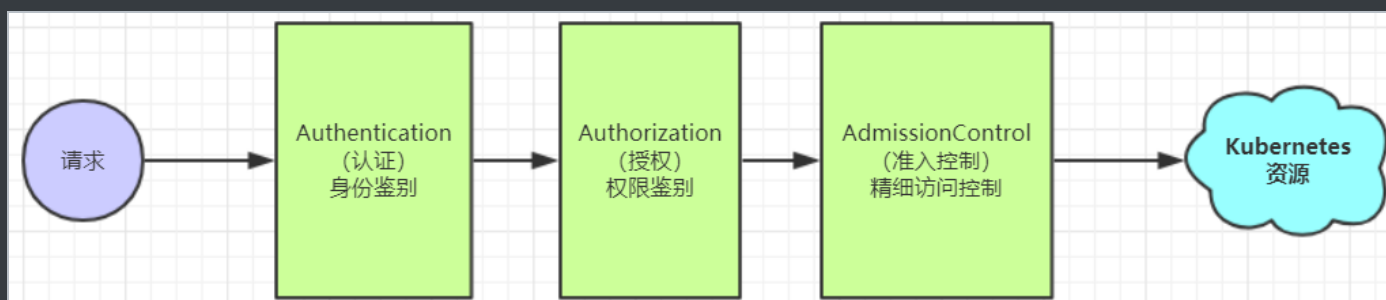 请求
Authentication
（认证）
身份鉴别
Authorization
（授权）
权限鉴别
AdmissionControl
（准入控制）
精细访问控制
Kubernetes
资源